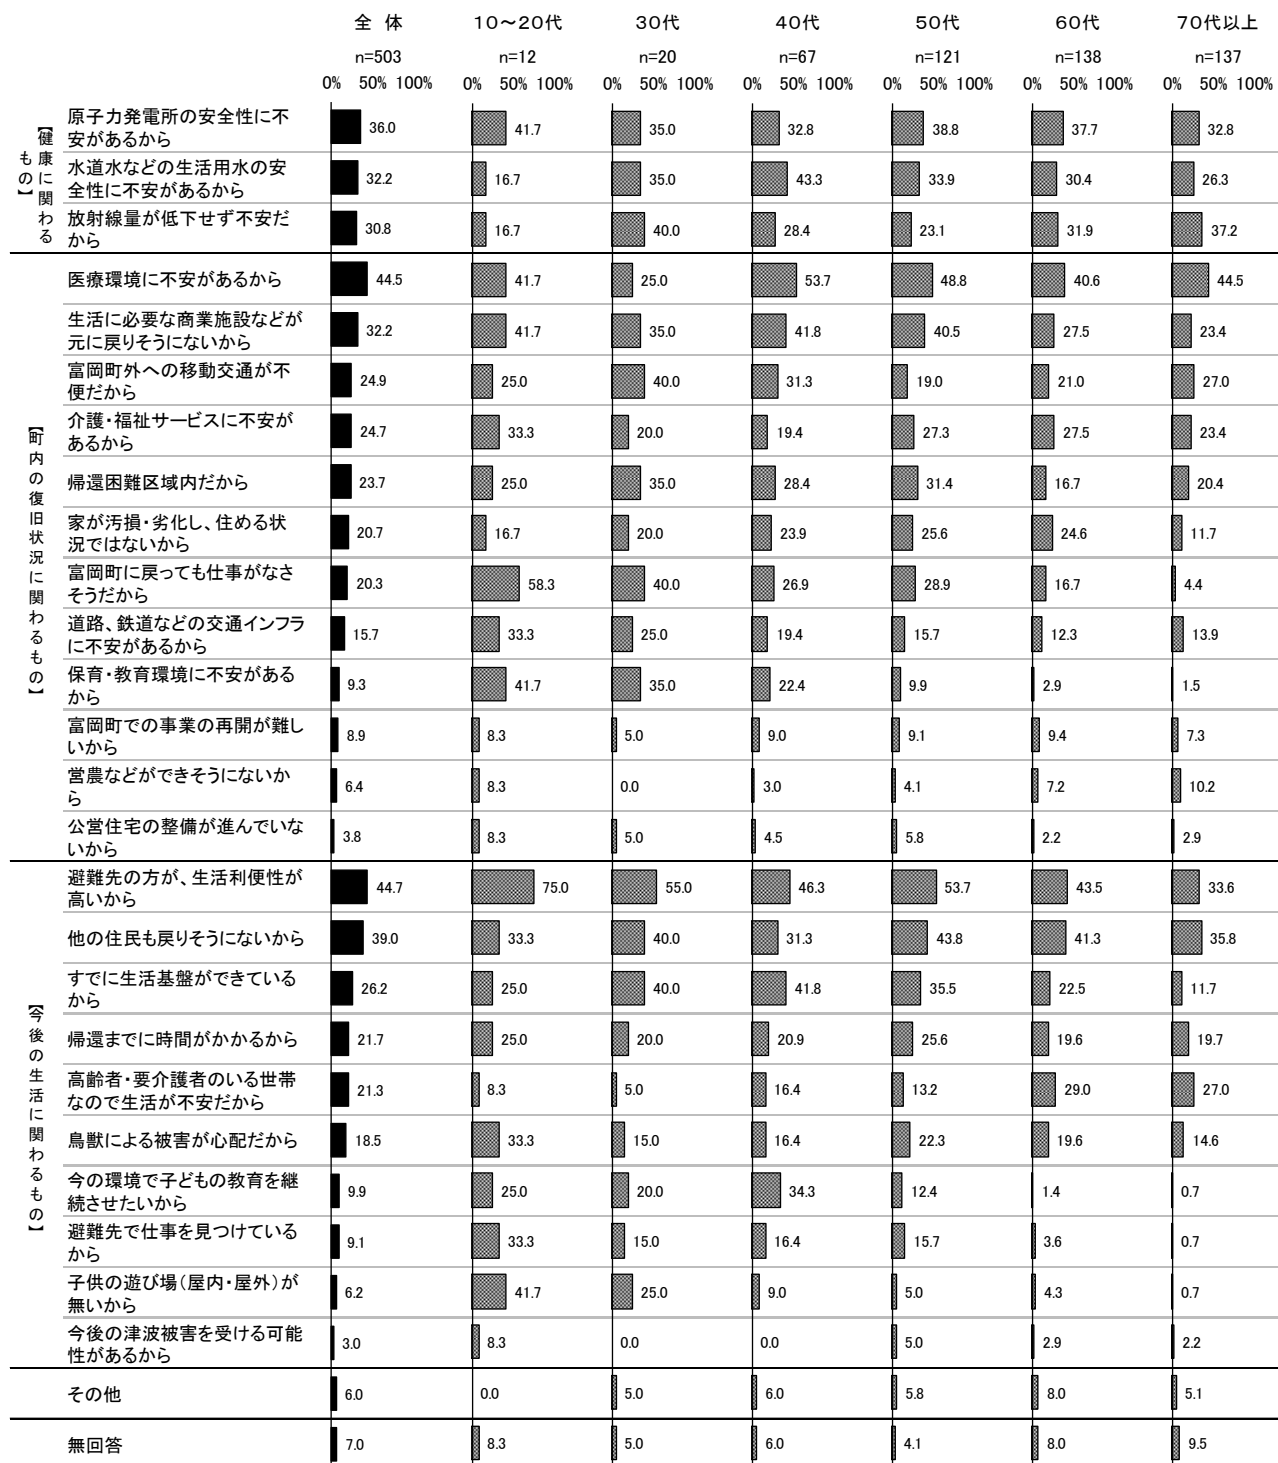 全 体 10～20代 30代 40代 50代 60代 70代以上
n=503 n=12 n=20 n=67 n=121 n=138 n=137
0% 50% 100% 0% 50% 100% 0% 50% 100% 0% 50% 100% 0% 50% 100% 0% 50% 100% 0% 50% 100%
【健康に関わるもの】
原子力発電所の安全性に不
安があるから
36.0 41.7 35.0 32.8 38.8 37.7 32.8
水道水などの生活用水の安
全性に不安があるから
32.2 16.7 35.0 43.3 33.9 30.4 26.3
放射線量が低下せず不安だ
から
30.8 16.7 40.0 28.4 23.1 31.9 37.2
【町内の復旧状況に関わるもの】
医療環境に不安があるから
44.5 41.7 25.0 53.7 48.8 40.6 44.5
生活に必要な商業施設などが
元に戻りそうにないから
32.2 41.7 35.0 41.8 40.5 27.5 23.4
富岡町外への移動交通が不
便だから
24.9 25.0 40.0 31.3 19.0 21.0 27.0
介護・福祉サービスに不安が
あるから
24.7 33.3 20.0 19.4 27.3 27.5 23.4
帰還困難区域内だから
23.7 25.0 35.0 28.4 31.4 16.7 20.4
家が汚損・劣化し、住める状
況ではないから
20.7 16.7 20.0 23.9 25.6 24.6 11.7
富岡町に戻っても仕事がなさ
そうだから
20.3 58.3 40.0 26.9 28.9 16.7 4.4
道路、鉄道などの交通インフラ
に不安があるから
15.7 33.3 25.0 19.4 15.7 12.3 13.9
保育・教育環境に不安がある
から
9.3 41.7 35.0 22.4 9.9 2.9 1.5
富岡町での事業の再開が難し
いから
8.9 8.3 5.0 9.0 9.1 9.4 7.3
営農などができそうにないか
ら
6.4 8.3 0.0 3.0 4.1 7.2 10.2
公営住宅の整備が進んでいな
いから
3.8 8.3 5.0 4.5 5.8 2.2 2.9
【今後の生活に関わるもの】
避難先の方が、生活利便性が
高いから
44.7 75.0 55.0 46.3 53.7 43.5 33.6
他の住民も戻りそうにないから
39.0 33.3 40.0 31.3 43.8 41.3 35.8
すでに生活基盤ができている
から
26.2 25.0 40.0 41.8 35.5 22.5 11.7
帰還までに時間がかかるから
21.7 25.0 20.0 20.9 25.6 19.6 19.7
高齢者・要介護者のいる世帯
なので生活が不安だから
21.3 8.3 5.0 16.4 13.2 29.0 27.0
鳥獣による被害が心配だから
18.5 33.3 15.0 16.4 22.3 19.6 14.6
今の環境で子どもの教育を継
続させたいから
9.9 25.0 20.0 34.3 12.4 1.4 0.7
避難先で仕事を見つけている
から
9.1 33.3 15.0 16.4 15.7 3.6 0.7
子供の遊び場（屋内・屋外）が
無いから
6.2 41.7 25.0 9.0 5.0 4.3 0.7
今後の津波被害を受ける可能
性があるから
3.0 8.3 0.0 0.0 5.0 2.9 2.2
その他
6.0 0.0 5.0 6.0 5.8 8.0 5.1
無回答
7.0 8.3 5.0 6.0 4.1 8.0 9.5